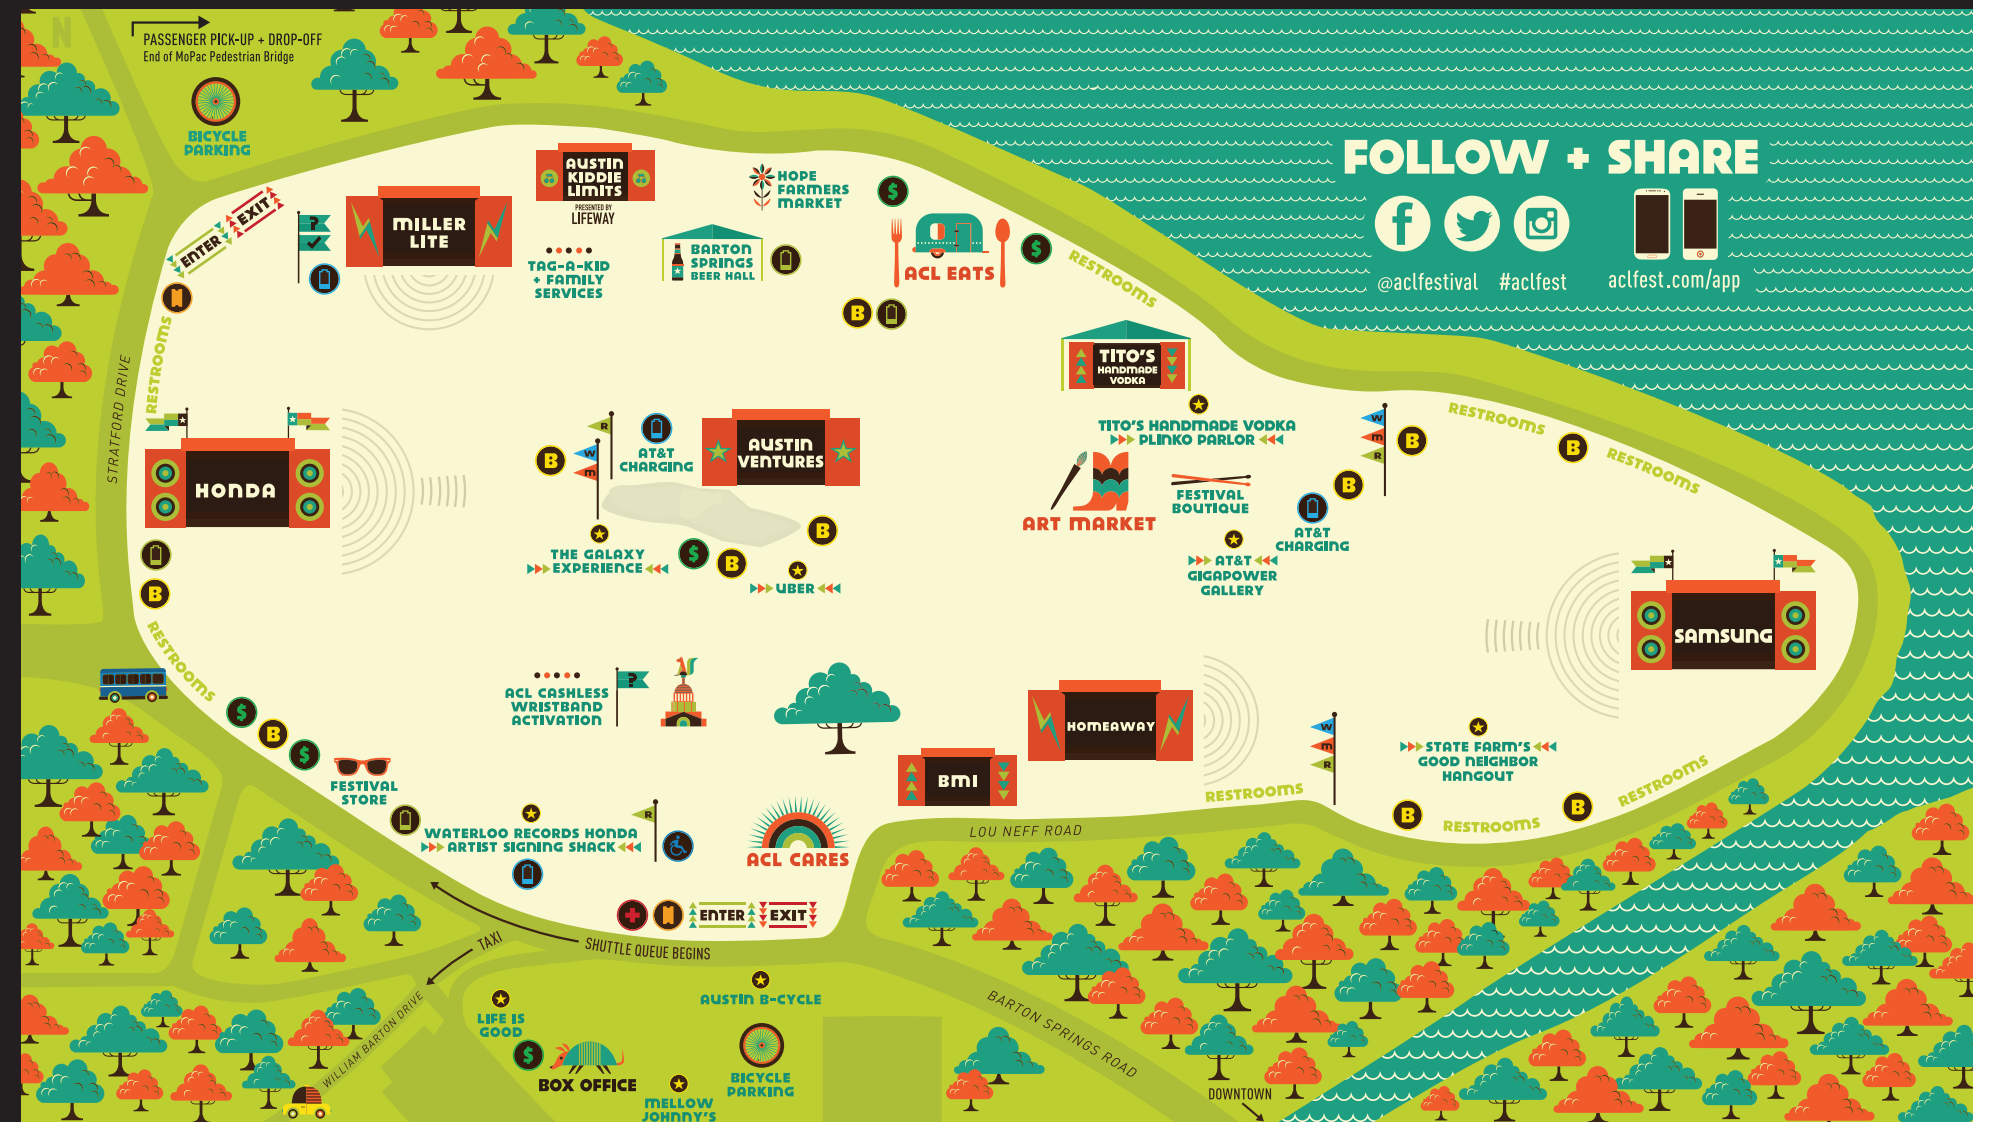 N
PASSENGER PICK-UP + DROP-OFF
End of MoPac Pedestrian Bridge
BICYCLE
PARKING
FOLLOW + SHARE
@aclfestival
#aclfest
aclfest.com/app
ENTER
EXIT
?
MILLER
LITE
AUSTIN
KIDDIE
LIMITS
PRESENTED BY
LIFEWAY
TAG-A-KID
+ FAMILY
SERVICES
HOPE
FARMERS
MARKET
$
BARTON
SPRINGS
BEER HALL
ACL EATS
$
B
RESTROOMS
RESTROOMS
STRATFORD DRIVE
HONDA
B
RESTROOMS
B
R
W
M
AT&T
CHARGING
AUSTIN
VENTURES
THE GALAXY
EXPERIENCE
$
B
B
UBER
TITO'S
HANDMADE
VODKA
TITO'S HANDMADE VODKA
PLINKO PARLOR
ART MARKET
FESTIVAL
BOUTIQUE
AT&T
GIGAPOWER
GALLERY
AT&T
CHARGING
B
W
M
R
B
RESTROOMS
B
RESTROOMS
SAMSUNG
ACL CASHLESS
WRISTBAND
ACTIVATION
?
$
B
$
FESTIVAL
STORE
WATERLOO RECORDS HONDA
ARTIST SIGNING SHACK
R
ACL CARES
BMI
HOMEAWAY
W
M
R
STATE FARM'S
GOOD NEIGHBOR
HANGOUT
RESTROOMS
B
RESTROOMS
B
RESTROOMS
LOU NEFF ROAD
ENTER
EXIT
SHUTTLE QUEUE BEGINS
TAXI
WILLIAM BARTON DRIVE
LIFE IS
GOOD
$
BOX OFFICE
AUSTIN B-CYCLE
BICYCLE
PARKING
MELLOW
JOHNNY'S
BARTON SPRINGS ROAD
DOWNTOWN